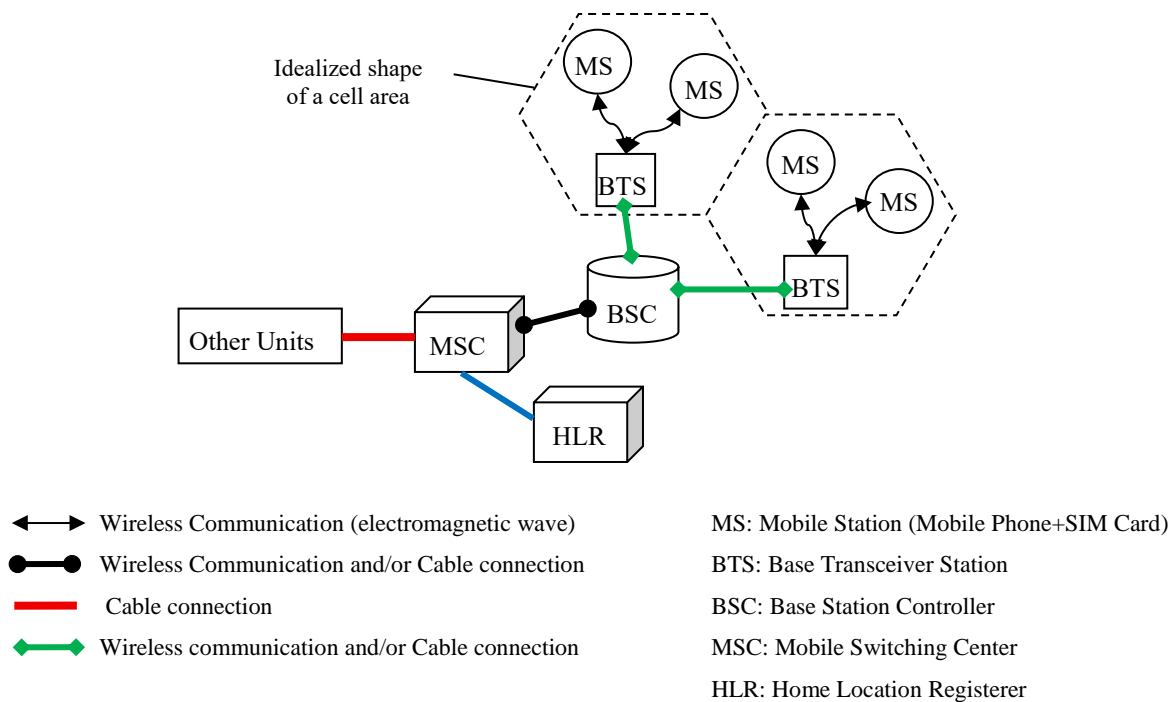 Idealized shape
of a cell area
MS
MS
BTS
MS
MS
BTS
BSC
Other Units
MSC
HLR
Wireless Communication (electromagnetic wave)
Wireless Communication and/or Cable connection
Cable connection
Wireless communication and/or Cable connection
MS: Mobile Station (Mobile Phone+SIM Card)
BTS: Base Transceiver Station
BSC: Base Station Controller
MSC: Mobile Switching Center
HLR: Home Location Registerer